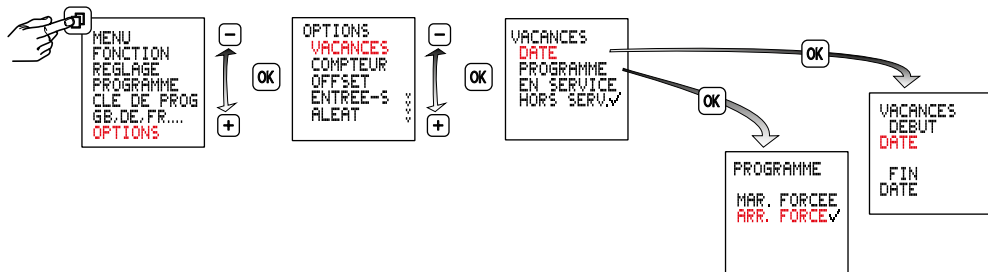 MENU
FONCTION
REGLAGE
PROGRAMME
CLE DE PROG
GB,DE,FR....
OPTIONS
−
+
OK
OPTIONS
VACANCES
COMPTEUR
OFFSET
ENTREE-S
ALEAT
−
+
OK
VACANCES
DATE
PROGRAMME
EN SERVICE
HORS SERV.✓
OK
OK
PROGRAMME
MAR. FORCEE
ARR. FORCE✓
VACANCES
DEBUT
DATE
FIN
DATE